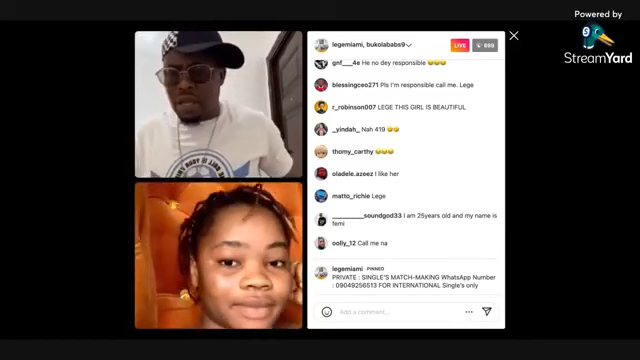 Powered by
StreamYard
legemiami, bukolababs9
LIVE
899
gnf___4e He no dey responsible 😂😂😂
blessingceo271 Pls I'm responsible call me. Lege
r_robinson007 LEGE THIS GIRL IS BEAUTIFUL
_yindah_ Nah 419 🤣🤣
thomy_carthy 😂😂😂
oladele.azeez I like her
matto_richie Lege
_________soundgod33 I am 25years old and my name is
femi
oolly_12 Call me na
legemiami PINNED
PRIVATE : SINGLE'S MATCH-MAKING WhatsApp Number
: 09049256513 FOR INTERNATIONAL Single's only
Add a comment...